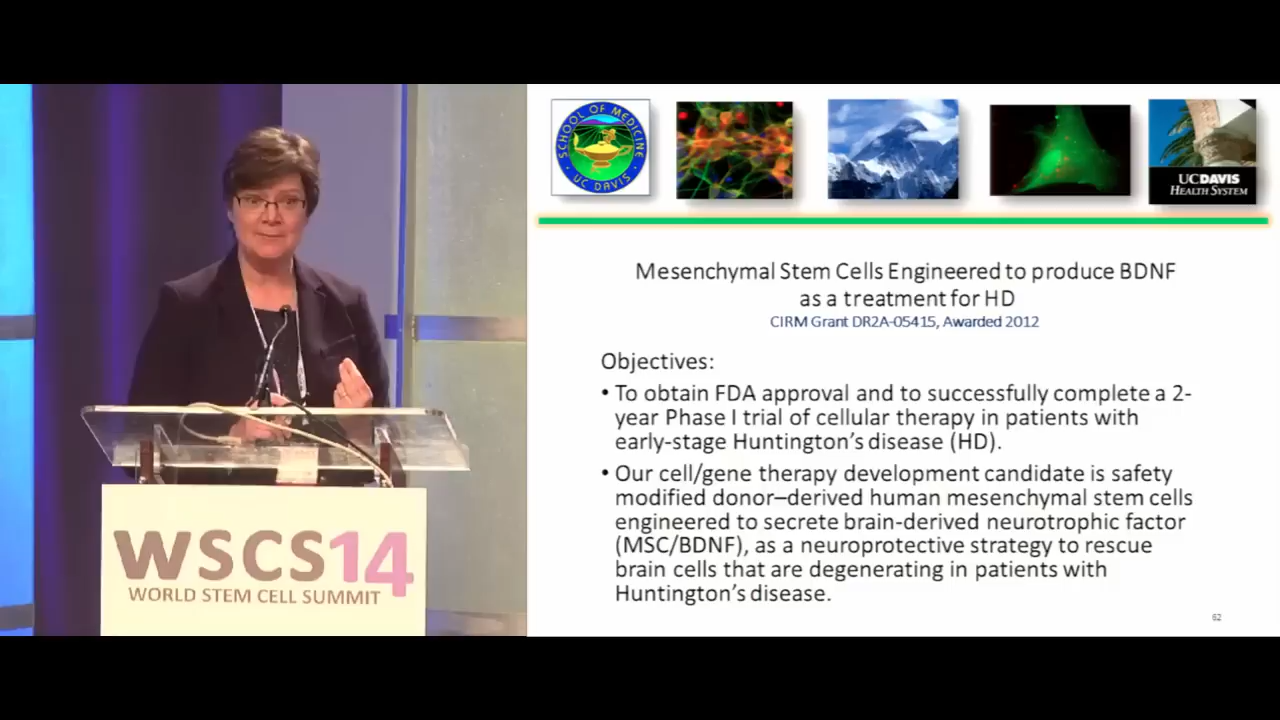 SCHOOL OF MEDICINE
UC DAVIS
UCDAVIS
HEALTH SYSTEM
Mesenchymal Stem Cells Engineered to produce BDNF
as a treatment for HD
CIRM Grant DR2A-05415, Awarded 2012
Objectives:
• To obtain FDA approval and to successfully complete a 2-
year Phase I trial of cellular therapy in patients with
early-stage Huntington's disease (HD).
• Our cell/gene therapy development candidate is safety
modified donor–derived human mesenchymal stem cells
engineered to secrete brain-derived neurotrophic factor
(MSC/BDNF), as a neuroprotective strategy to rescue
brain cells that are degenerating in patients with
Huntington's disease.
62
WSCS14
WORLD STEM CELL SUMMIT